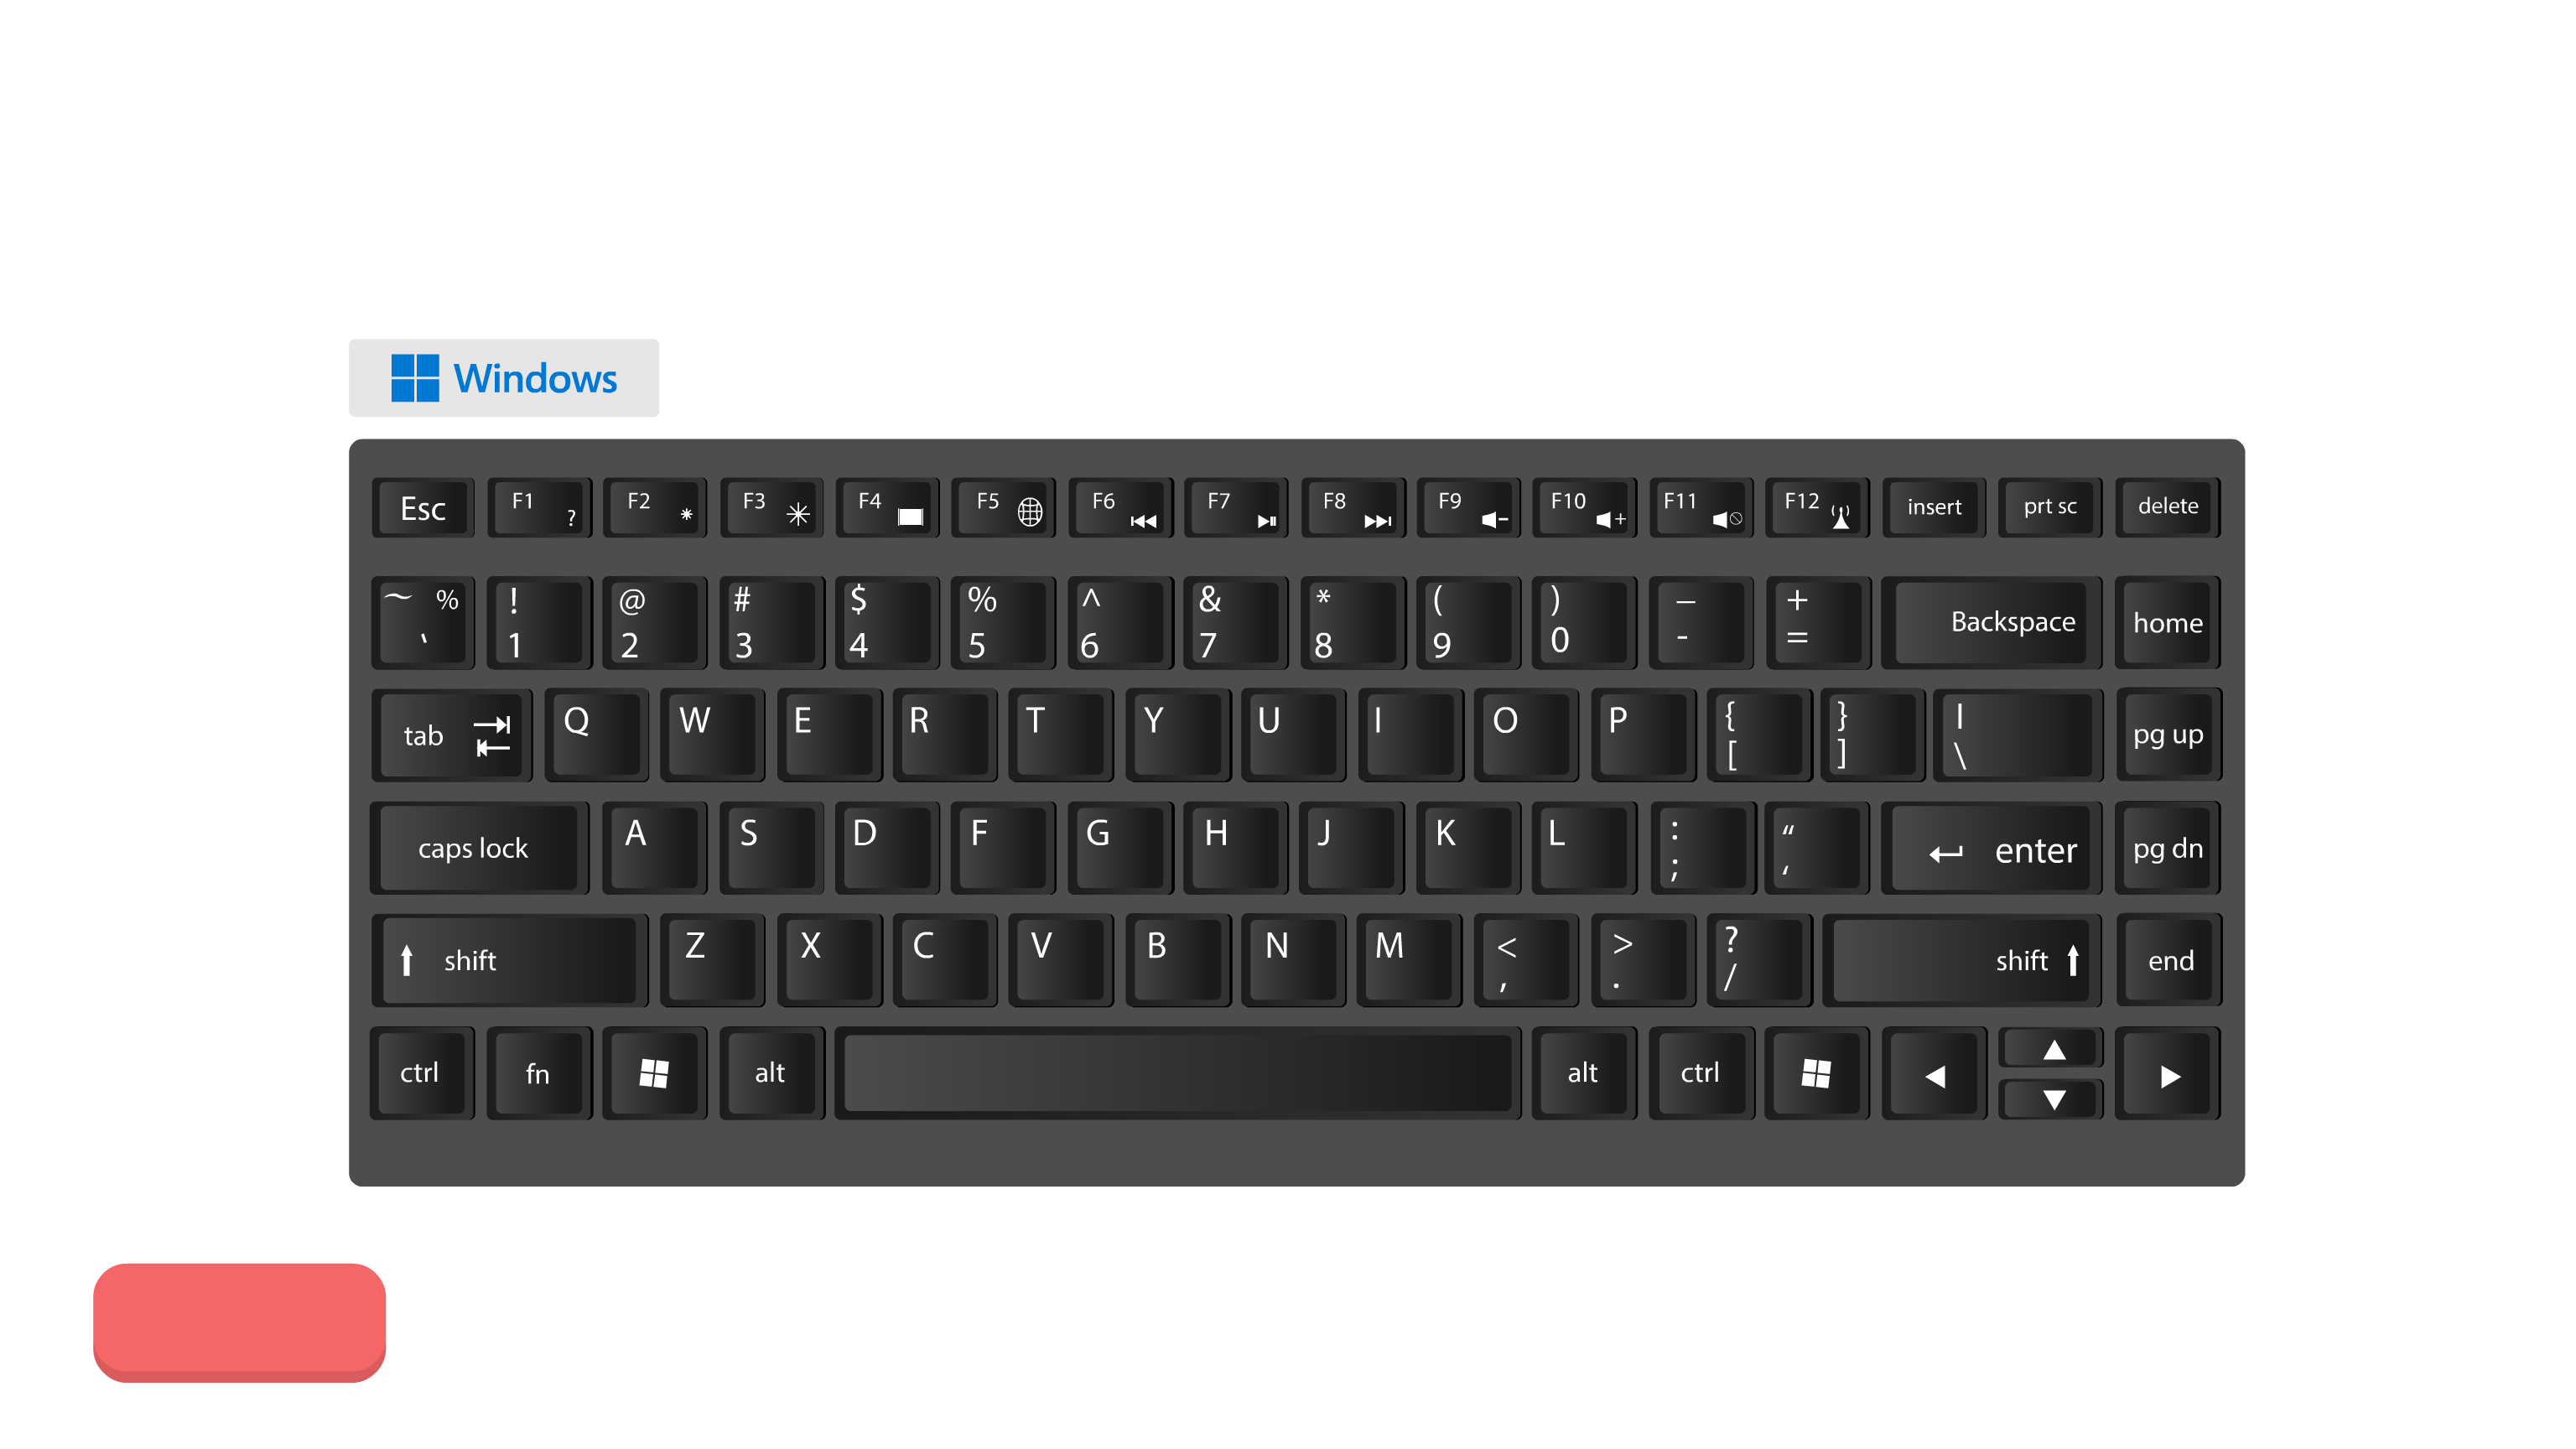 Windows
Esc F1 ? F2 F3 F4 F5 F6 F7 F8 F9 - F10 + F11 F12 insert prt sc delete
~ % ` ! 1 @ 2 # 3 $ 4 % 5 ^ 6 & 7 * 8 ( 9 ) 0 – - + = Backspace home
tab Q W E R T Y U I O P { [ } ] | \ pg up
caps lock A S D F G H J K L : ; “ ‘ enter pg dn
shift Z X C V B N M < , > . ? / shift end
ctrl fn alt alt ctrl